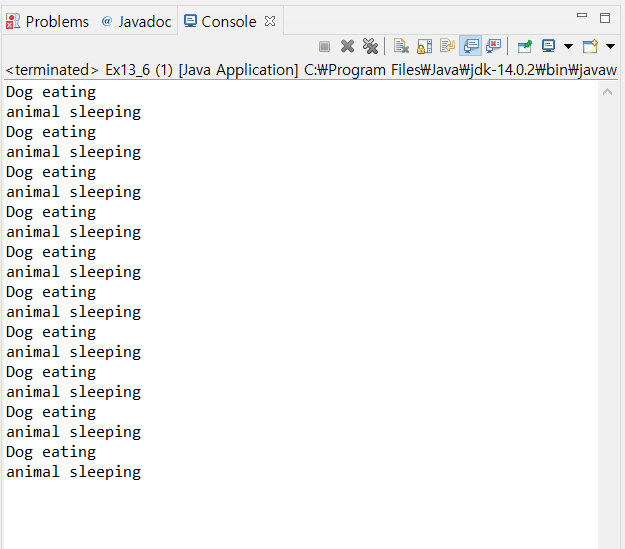 Problems @ Javadoc Console
<terminated> Ex13_6 (1) [Java Application] C:₩Program Files₩Java₩jdk-14.0.2₩bin₩javaw
Dog eating
animal sleeping
Dog eating
animal sleeping
Dog eating
animal sleeping
Dog eating
animal sleeping
Dog eating
animal sleeping
Dog eating
animal sleeping
Dog eating
animal sleeping
Dog eating
animal sleeping
Dog eating
animal sleeping
Dog eating
animal sleeping